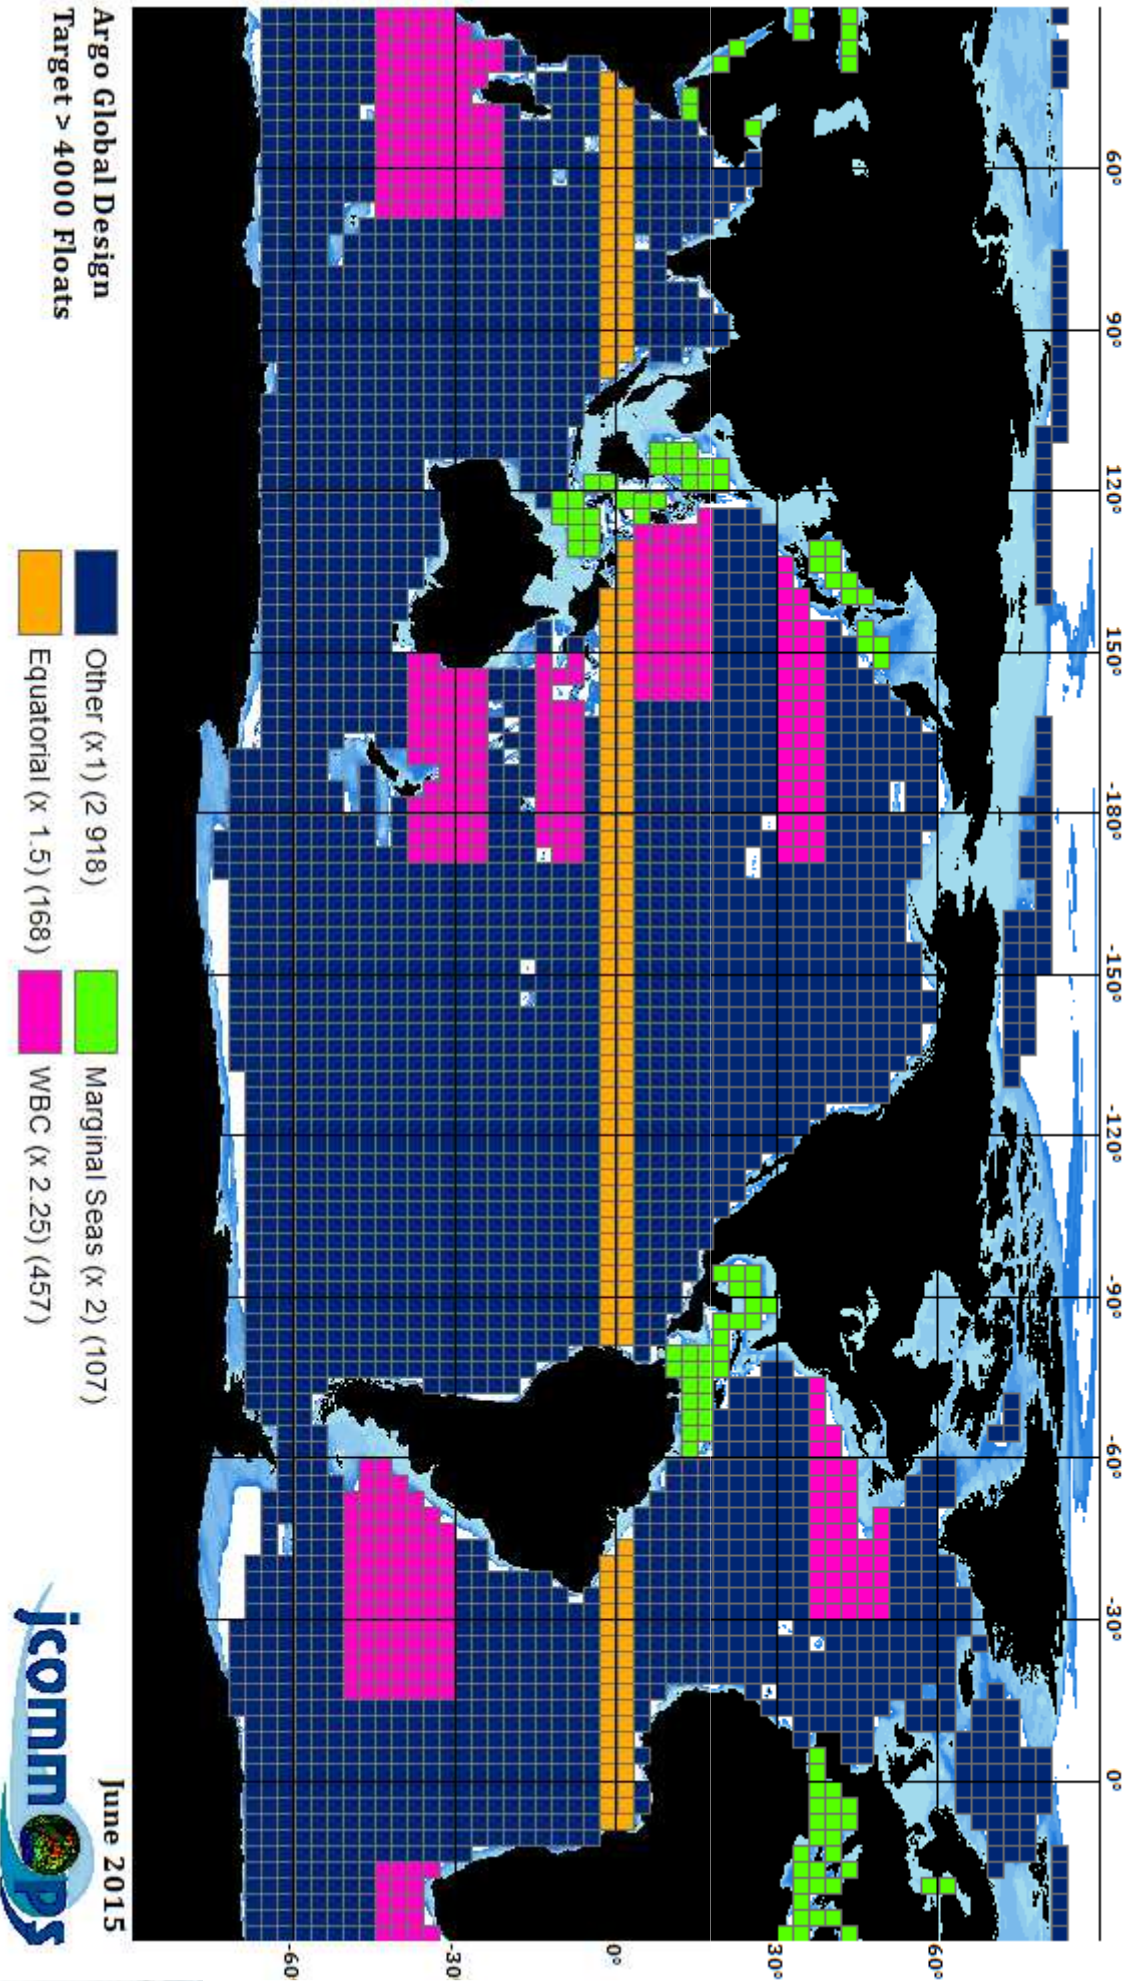 60°
90°
120°
150°
-180°
-150°
-120°
-90°
-60°
-30°
0°
60°
30°
0°
-30
-60
Argo Global Design
Target > 4000 Floats
Other (x1) (2 918)
Equatorial (x 1.5) (168)
Marginal Seas (x 2) (107)
WBC (x 2.25) (457)
June 2015
jcommops